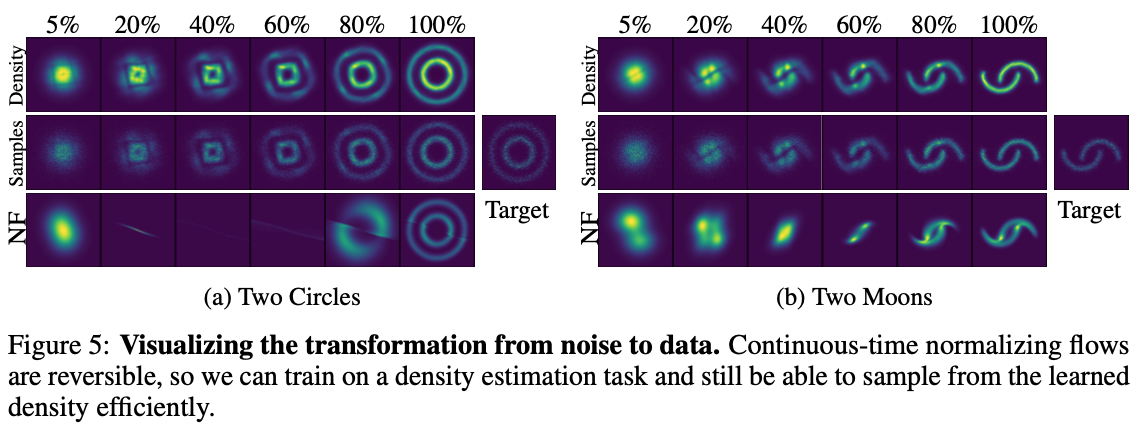 5% 20% 40% 60% 80% 100%
Density
Samples
NF
Target
(a) Two Circles
5% 20% 40% 60% 80% 100%
Density
Samples
NF
Target
(b) Two Moons
Figure 5: Visualizing the transformation from noise to data. Continuous-time normalizing flows
are reversible, so we can train on a density estimation task and still be able to sample from the learned
density efficiently.